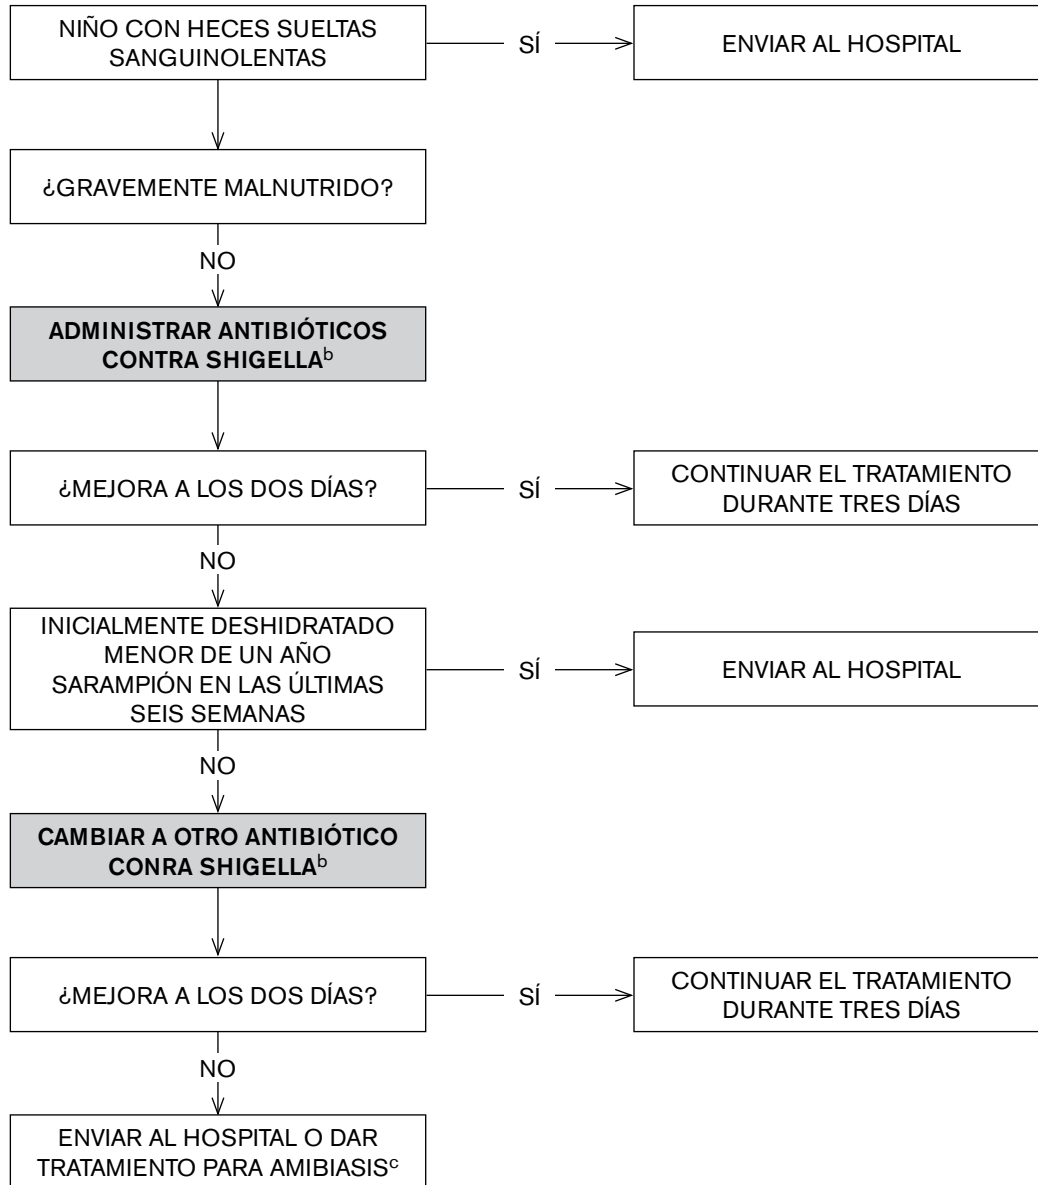 NIÑO CON HECES SUELTAS
SANGUINOLENTAS
SÍ
ENVIAR AL HOSPITAL
¿GRAVEMENTE MALNUTRIDO?
NO
ADMINISTRAR ANTIBIÓTICOS
CONTRA SHIGELLAᵇ
¿MEJORA A LOS DOS DÍAS?
SÍ
CONTINUAR EL TRATAMIENTO
DURANTE TRES DÍAS
NO
INICIALMENTE DESHIDRATADO
MENOR DE UN AÑO
SARAMPIÓN EN LAS ÚLTIMAS
SEIS SEMANAS
SÍ
ENVIAR AL HOSPITAL
NO
CAMBIAR A OTRO ANTIBIÓTICO
CONRA SHIGELLAᵇ
¿MEJORA A LOS DOS DÍAS?
SÍ
CONTINUAR EL TRATAMIENTO
DURANTE TRES DÍAS
NO
ENVIAR AL HOSPITAL O DAR
TRATAMIENTO PARA AMIBIASISᶜ